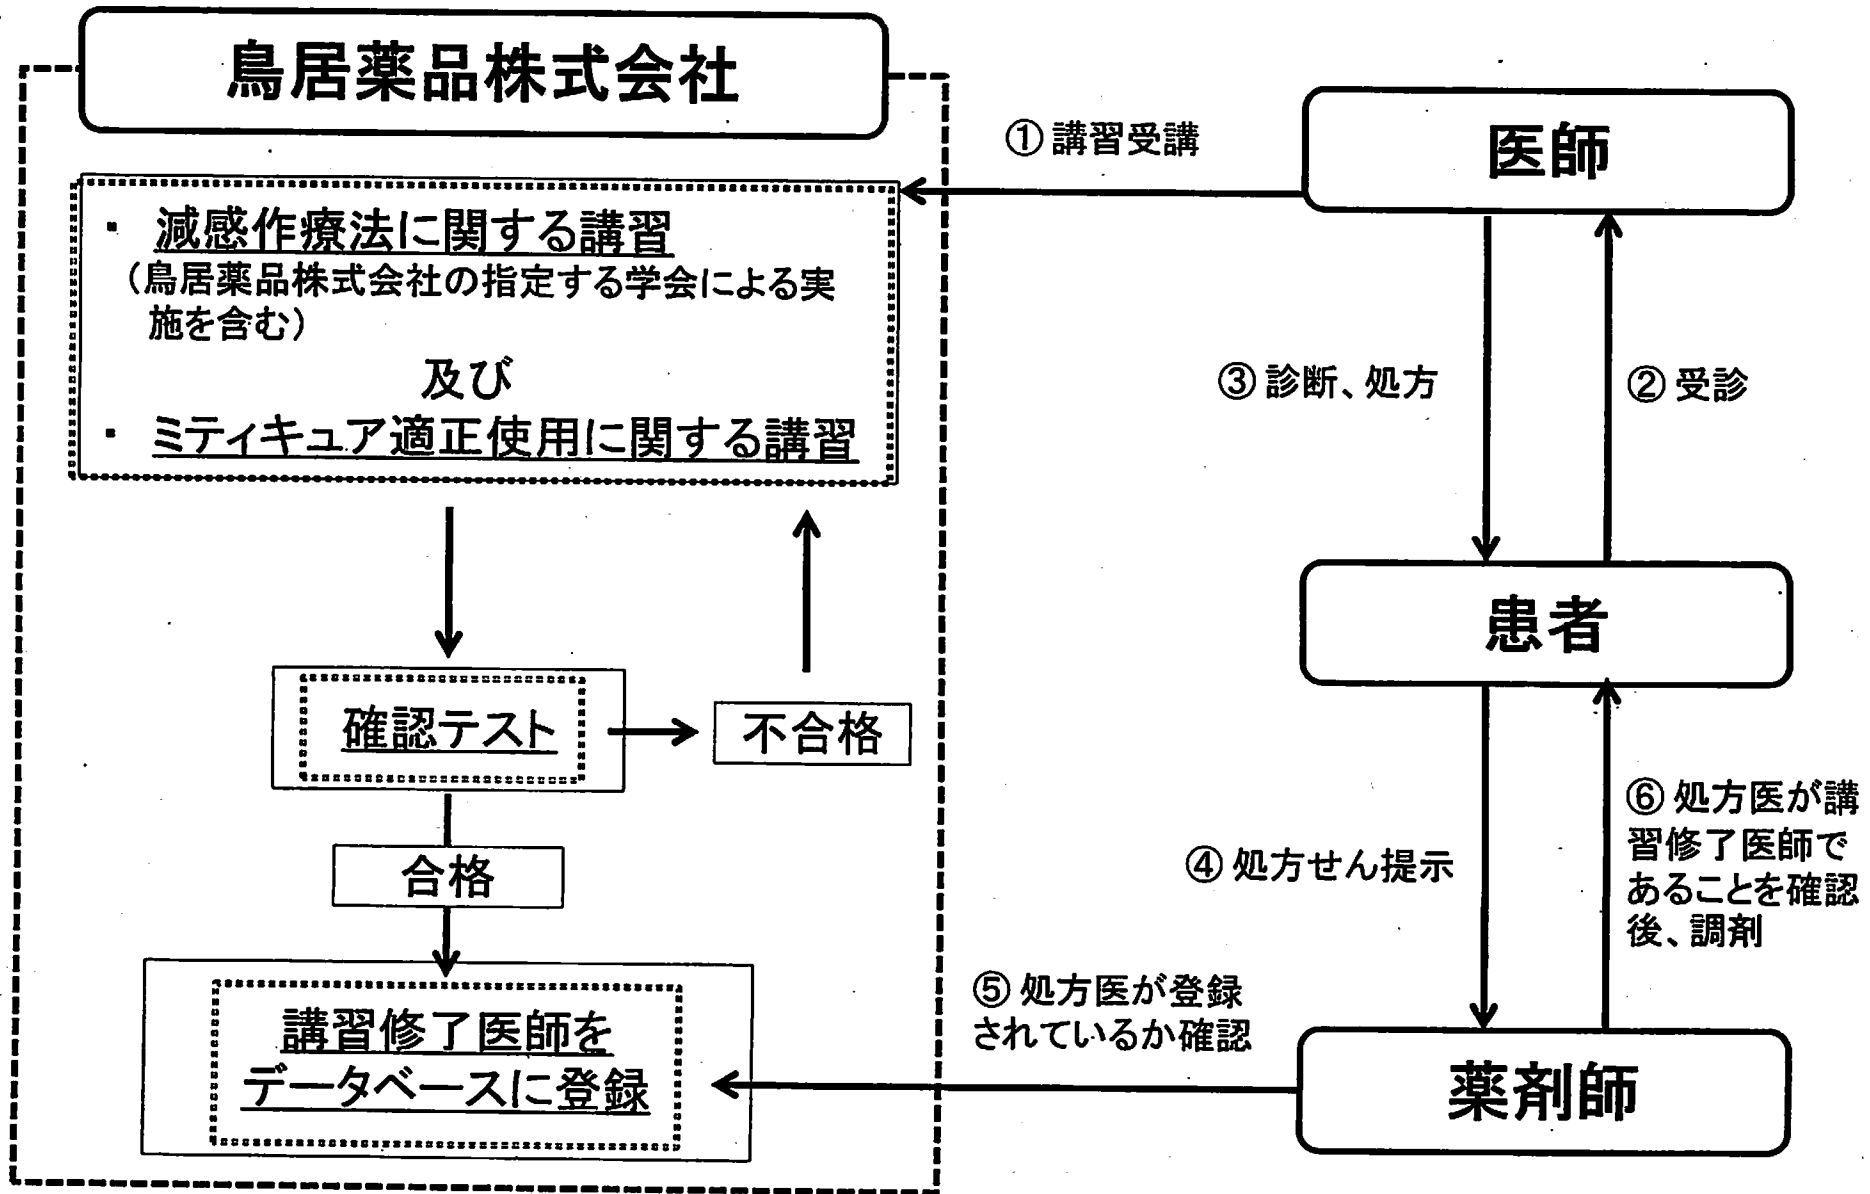 鳥居薬品株式会社
・ 減感作療法に関する講習
（鳥居薬品株式会社の指定する学会による実
施を含む）
及び
・ ミティキュア適正使用に関する講習
確認テスト
不合格
合格
講習修了医師を
データベースに登録
① 講習受講
医師
③ 診断、処方
② 受診
患者
④ 処方せん提示
⑥ 処方医が講
習修了医師で
あることを確認
後、調剤
⑤ 処方医が登録
されているか確認
薬剤師